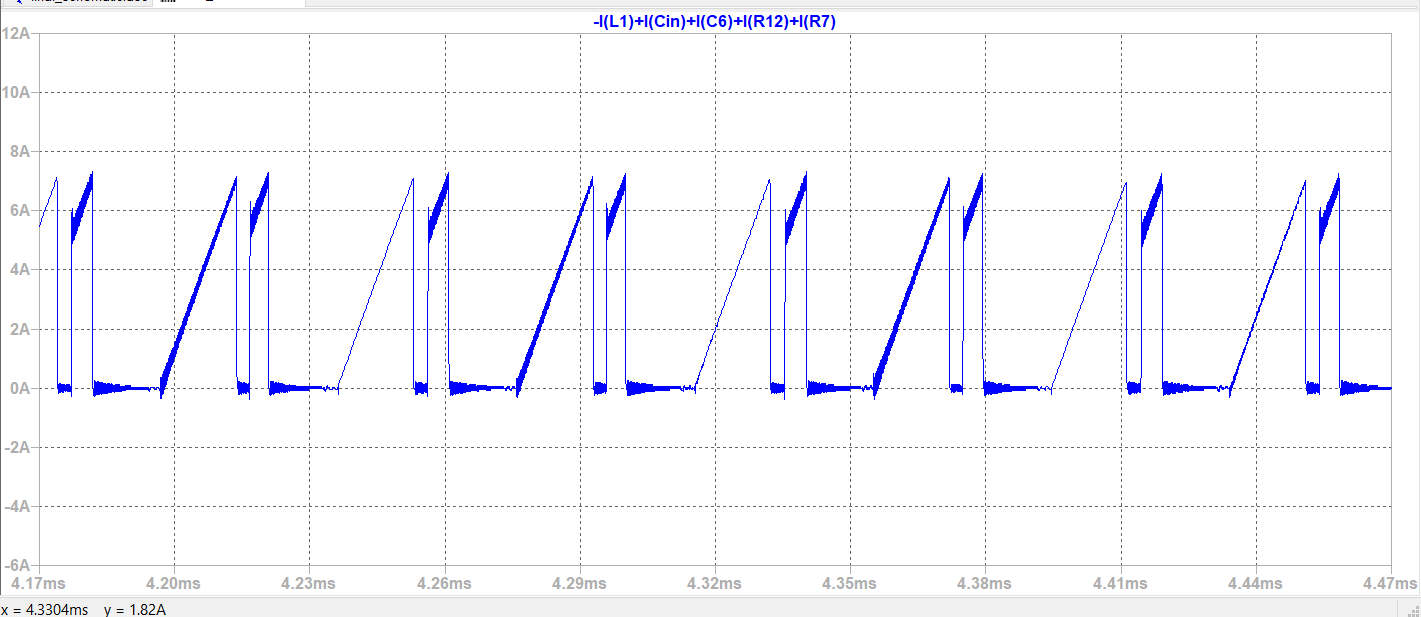 -I(L1)+I(Cin)+I(C6)+I(R12)+I(R7)
12A
10A
8A
6A
4A
2A
0A
-2A
-4A
-6A
4.17ms 4.20ms 4.23ms 4.26ms 4.29ms 4.32ms 4.35ms 4.38ms 4.41ms 4.44ms 4.47ms
x = 4.3304ms y = 1.82A